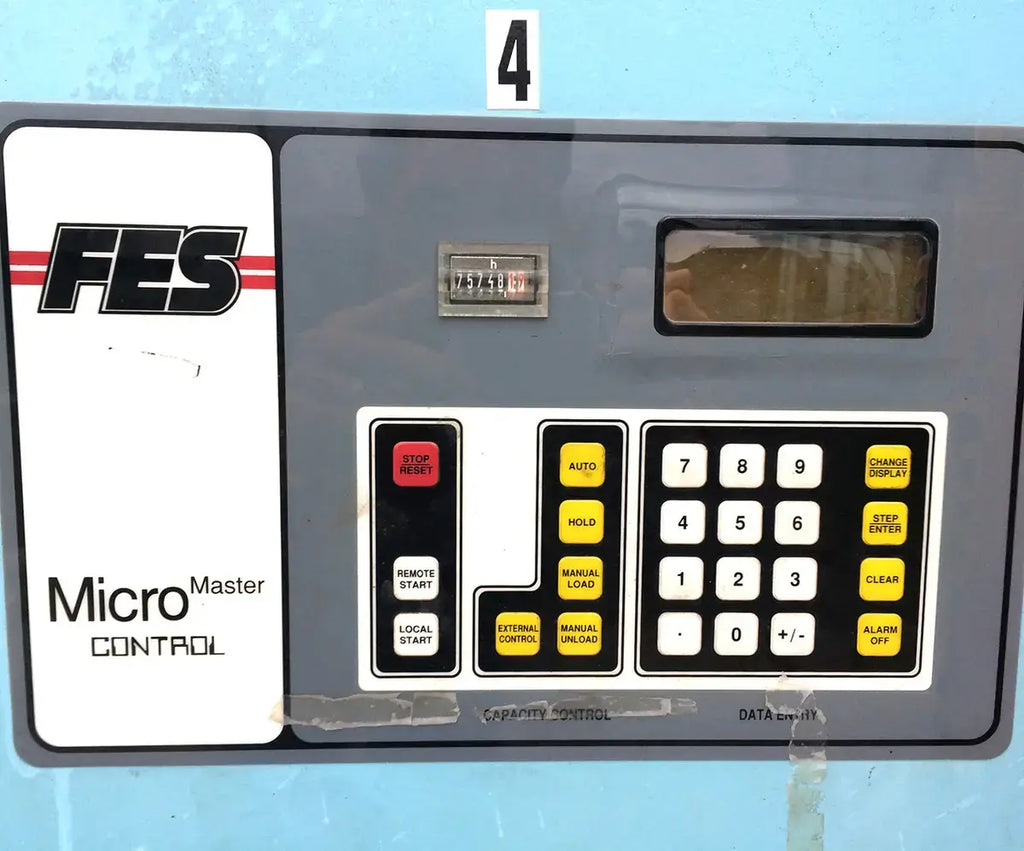 4
FES
h
75748
STOP
RESET
AUTO
7 8 9
CHANGE
DISPLAY
HOLD
4 5 6
STEP
ENTER
REMOTE
START
MANUAL
LOAD
1 2 3
CLEAR
LOCAL
START
EXTERNAL
CONTROL
MANUAL
UNLOAD
. 0 +/-
ALARM
OFF
Micro Master
CONTROL
CAPACITY CONTROL
DATA ENTRY